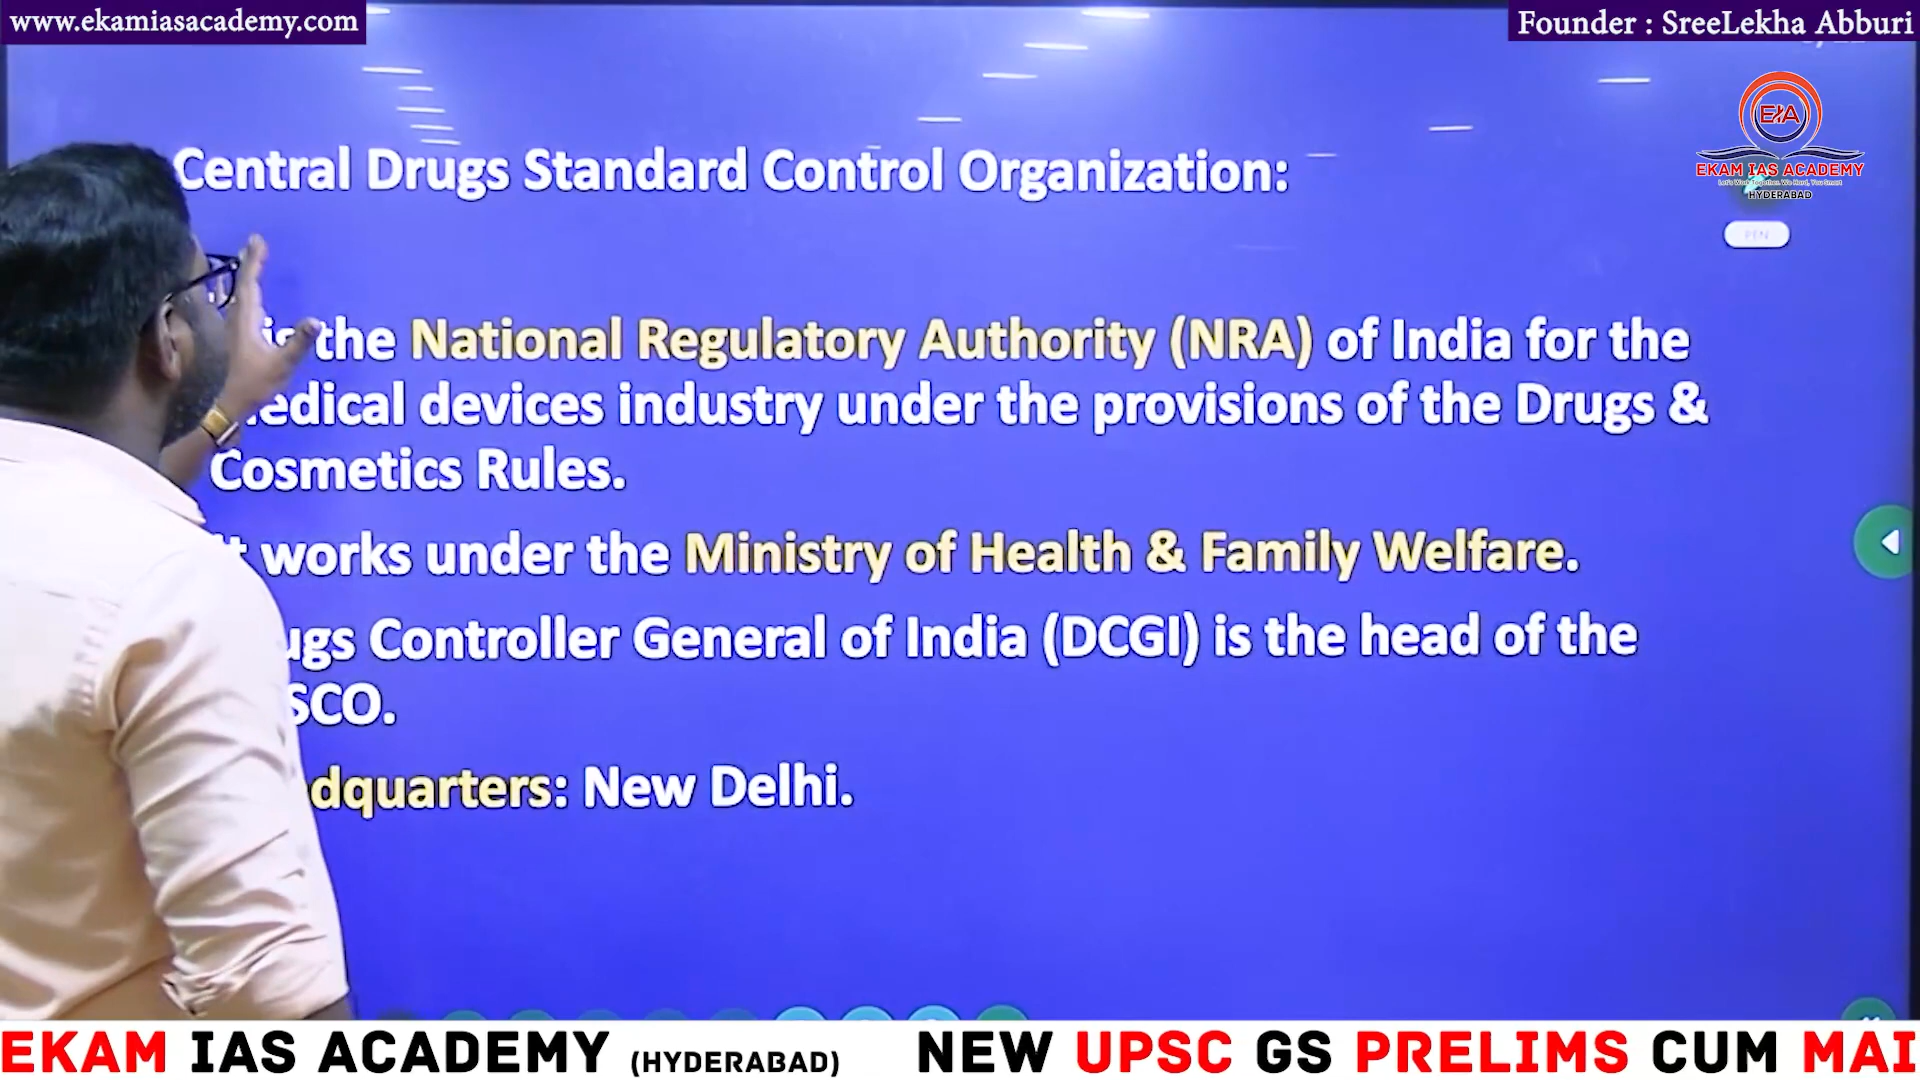 www.ekamiasacademy.com
Founder : SreeLekha Abburi
EKAM IAS ACADEMY
HYDERABAD
PEN
Central Drugs Standard Control Organization:
is the National Regulatory Authority (NRA) of India for the
edical devices industry under the provisions of the Drugs &
Cosmetics Rules.
It works under the Ministry of Health & Family Welfare.
ugs Controller General of India (DCGI) is the head of the
SCO.
dquarters: New Delhi.
EKAM IAS ACADEMY (HYDERABAD) NEW UPSC GS PRELIMS CUM MAI